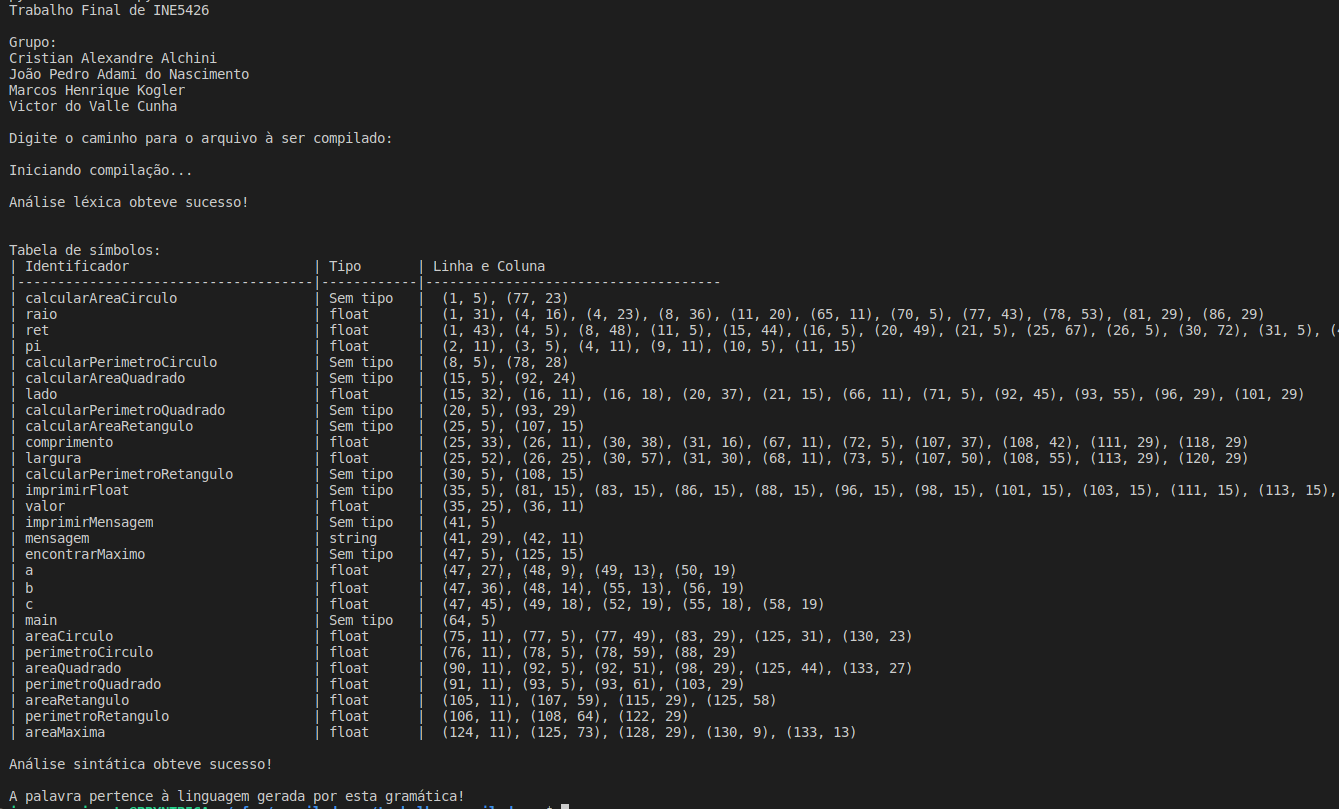 Trabalho Final de INE5426
Grupo:
Cristian Alexandre Alchini
João Pedro Adami do Nascimento
Marcos Henrique Kogler
Victor do Valle Cunha
Digite o caminho para o arquivo à ser compilado:
Iniciando compilação...
Análise léxica obteve sucesso!
Tabela de símbolos:
| Identificador | Tipo | Linha e Coluna
|-------------------------------------|------------|-------------------------------------
| calcularAreaCirculo | Sem tipo | (1, 5), (77, 23)
| raio | float | (1, 31), (4, 16), (4, 23), (8, 36), (11, 20), (65, 11), (70, 5), (77, 43), (78, 53), (81, 29), (86, 29)
| ret | float | (1, 43), (4, 5), (8, 48), (11, 5), (15, 44), (16, 5), (20, 49), (21, 5), (25, 67), (26, 5), (30, 72), (31, 5),
| pi | float | (2, 11), (3, 5), (4, 11), (9, 11), (10, 5), (11, 15)
| calcularPerimetroCirculo | Sem tipo | (8, 5), (78, 28)
| calcularAreaQuadrado | Sem tipo | (15, 5), (92, 24)
| lado | float | (15, 32), (16, 11), (16, 18), (20, 37), (21, 15), (66, 11), (71, 5), (92, 45), (93, 55), (96, 29), (101, 29)
| calcularPerimetroQuadrado | Sem tipo | (20, 5), (93, 29)
| calcularAreaRetangulo | Sem tipo | (25, 5), (107, 15)
| comprimento | float | (25, 33), (26, 11), (30, 38), (31, 16), (67, 11), (72, 5), (107, 37), (108, 42), (111, 29), (118, 29)
| largura | float | (25, 52), (26, 25), (30, 57), (31, 30), (68, 11), (73, 5), (107, 50), (108, 55), (113, 29), (120, 29)
| calcularPerimetroRetangulo | Sem tipo | (30, 5), (108, 15)
| imprimirFloat | Sem tipo | (35, 5), (81, 15), (83, 15), (86, 15), (88, 15), (96, 15), (98, 15), (101, 15), (103, 15), (111, 15), (113, 15),
| valor | float | (35, 25), (36, 11)
| imprimirMensagem | Sem tipo | (41, 5)
| mensagem | string | (41, 29), (42, 11)
| encontrarMaximo | Sem tipo | (47, 5), (125, 15)
| a | float | (47, 27), (48, 9), (49, 13), (50, 19)
| b | float | (47, 36), (48, 14), (55, 13), (56, 19)
| c | float | (47, 45), (49, 18), (52, 19), (55, 18), (58, 19)
| main | Sem tipo | (64, 5)
| areaCirculo | float | (75, 11), (77, 5), (77, 49), (83, 29), (125, 31), (130, 23)
| perimetroCirculo | float | (76, 11), (78, 5), (78, 59), (88, 29)
| areaQuadrado | float | (90, 11), (92, 5), (92, 51), (98, 29), (125, 44), (133, 27)
| perimetroQuadrado | float | (91, 11), (93, 5), (93, 61), (103, 29)
| areaRetangulo | float | (105, 11), (107, 59), (115, 29), (125, 58)
| perimetroRetangulo | float | (106, 11), (108, 64), (122, 29)
| areaMaxima | float | (124, 11), (125, 73), (128, 29), (130, 9), (133, 13)
Análise sintática obteve sucesso!
A palavra pertence à linguagem gerada por esta gramática!